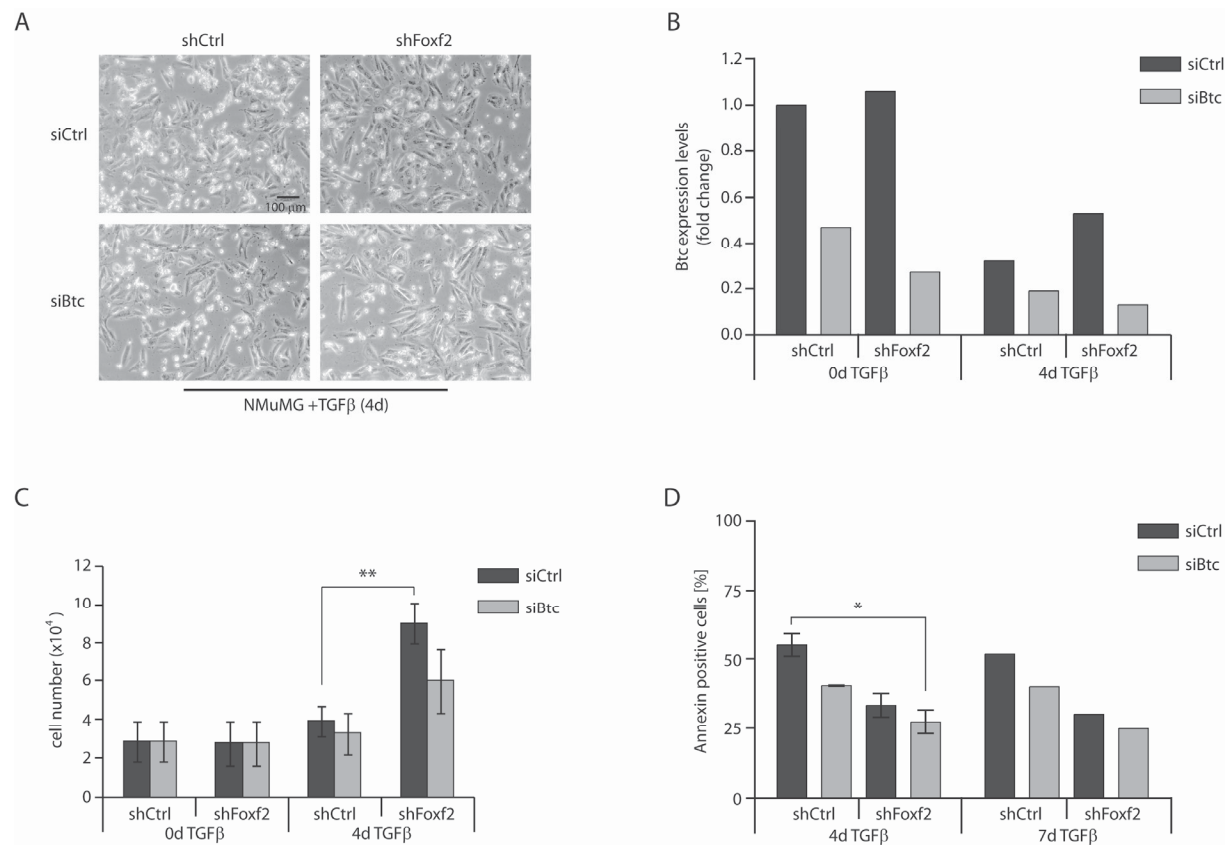 A
shCtrl
shFoxf2
siCtrl
100 µm
siBtc
NMuMG +TGFβ (4d)
B
Btc expression levels
(fold change)
1.2
1.0
0.8
0.6
0.4
0.2
0.0
siCtrl
siBtc
shCtrl
shFoxf2
shCtrl
shFoxf2
0d TGFβ
4d TGFβ
C
cell number (x10⁴)
12
10
8
6
4
2
0
**
siCtrl
siBtc
shCtrl
shFoxf2
shCtrl
shFoxf2
0d TGFβ
4d TGFβ
D
Annexin positive cells [%]
100
75
50
25
0
*
siCtrl
siBtc
shCtrl
shFoxf2
shCtrl
shFoxf2
4d TGFβ
7d TGFβ